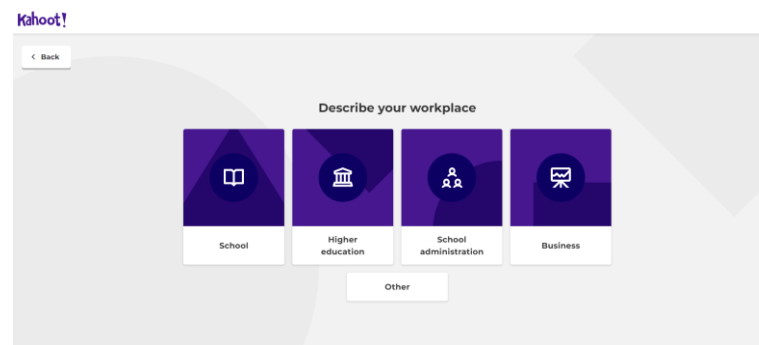 Kahoot!
Back
Describe your workplace
School
Higher
education
School
administration
Business
Other